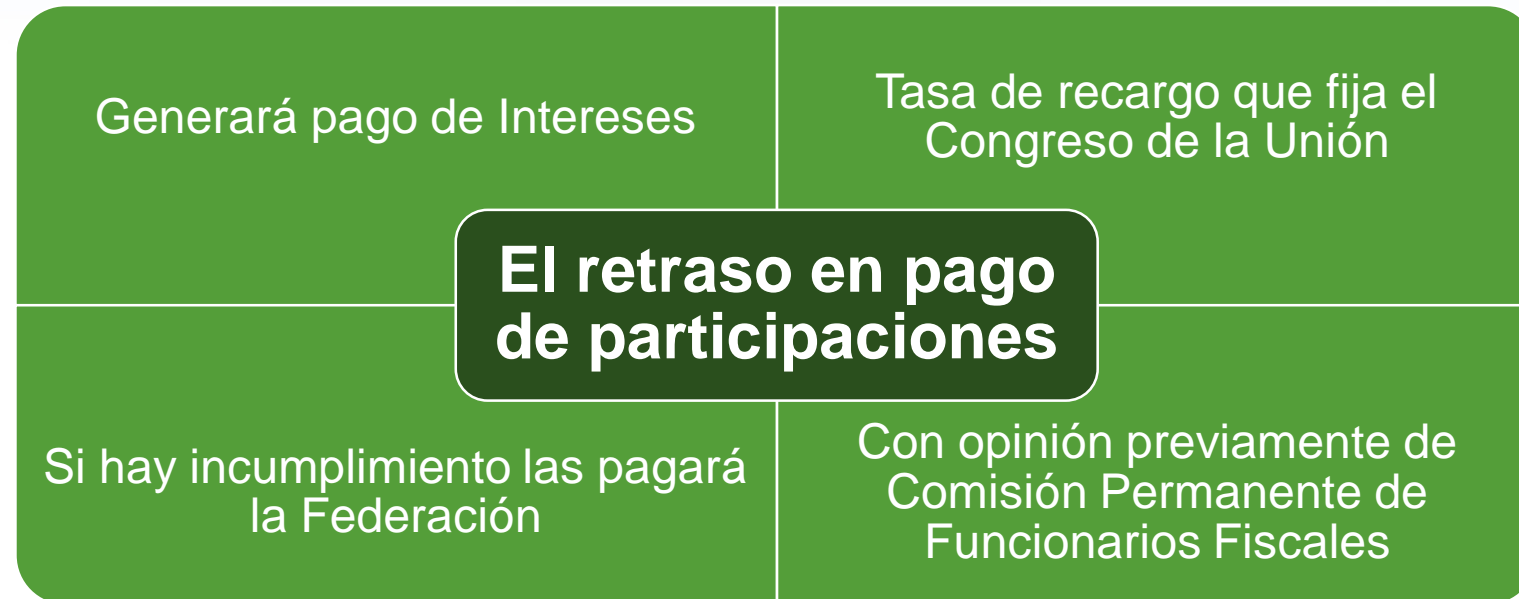 Generará pago de Intereses
Tasa de recargo que fija el
Congreso de la Unión
El retraso en pago
de participaciones
Si hay incumplimiento las pagará
la Federación
Con opinión previamente de
Comisión Permanente de
Funcionarios Fiscales